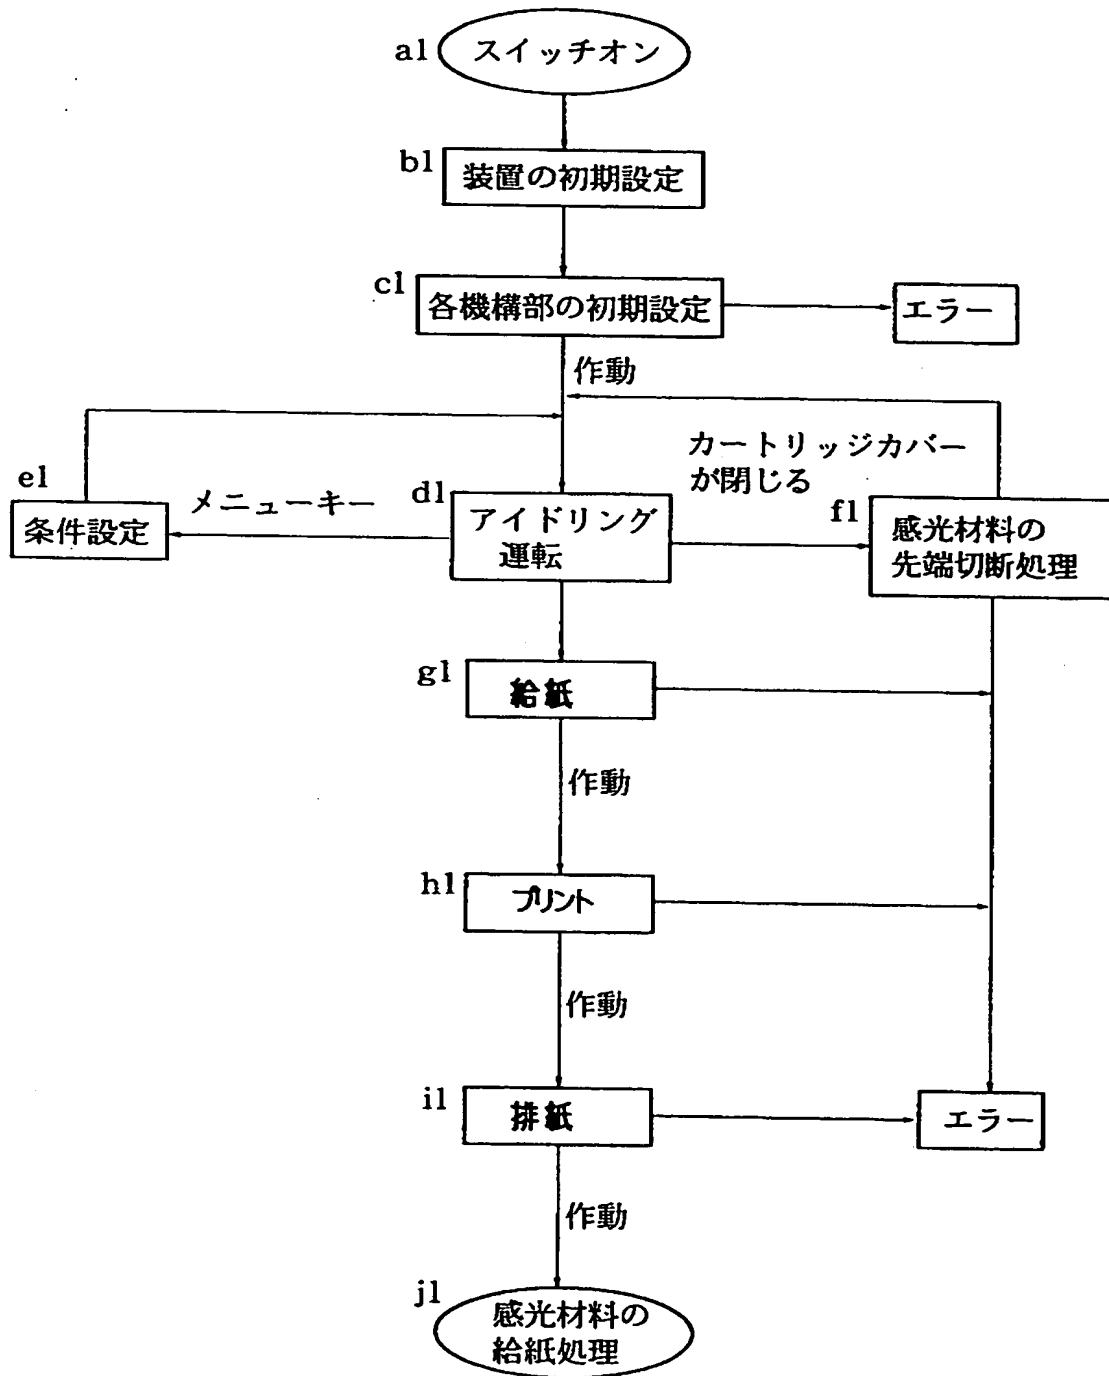 a1
スイッチオン
b1
装置の初期設定
c1
各機構部の初期設定
エラー
作動
カートリッジカバー
が閉じる
e1
条件設定
メニューキー
d1
アイドリング
運転
f1
感光材料の
先端切断処理
g1
給紙
作動
h1
プリント
作動
i1
排紙
エラー
作動
j1
感光材料の
給紙処理